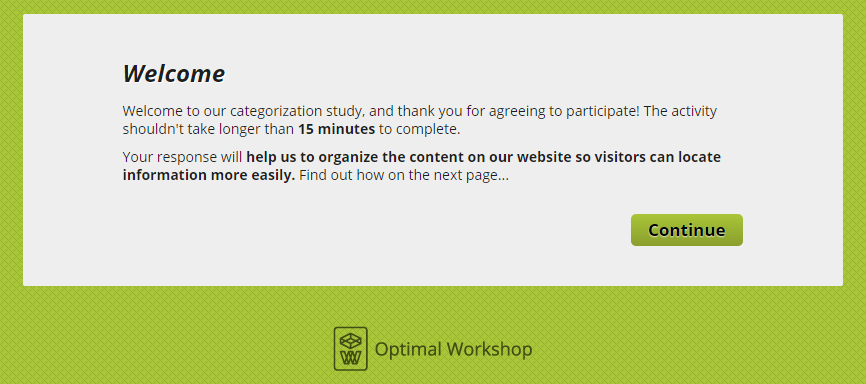 Welcome
Welcome to our categorization study, and thank you for agreeing to participate! The activity
shouldn't take longer than 15 minutes to complete.
Your response will help us to organize the content on our website so visitors can locate
information more easily. Find out how on the next page...
Continue
Optimal Workshop